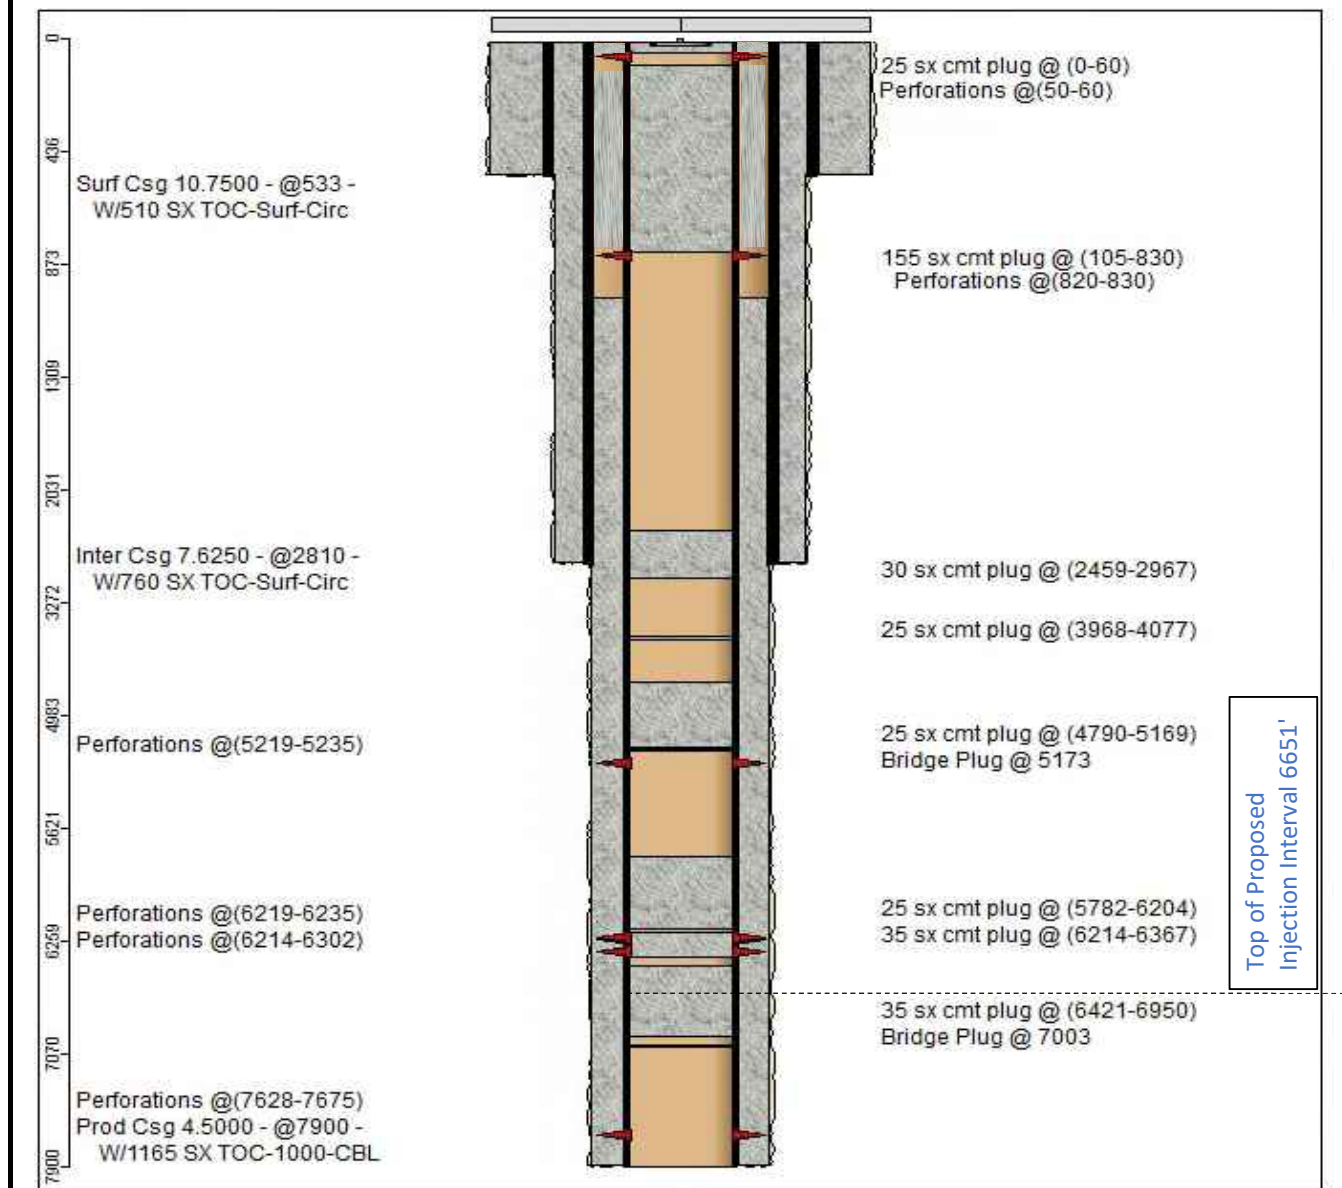 0
436
873
1309
2031
3272
4983
5621
6259
7070
7900
Surf Csg 10.7500 - @533 -
W/510 SX TOC-Surf-Circ
Inter Csg 7.6250 - @2810 -
W/760 SX TOC-Surf-Circ
Perforations @(5219-5235)
Perforations @(6219-6235)
Perforations @(6214-6302)
Perforations @(7628-7675)
Prod Csg 4.5000 - @7900 -
W/1165 SX TOC-1000-CBL
25 sx cmt plug @ (0-60)
Perforations @(50-60)
155 sx cmt plug @ (105-830)
Perforations @(820-830)
30 sx cmt plug @ (2459-2967)
25 sx cmt plug @ (3968-4077)
25 sx cmt plug @ (4790-5169)
Bridge Plug @ 5173
25 sx cmt plug @ (5782-6204)
35 sx cmt plug @ (6214-6367)
35 sx cmt plug @ (6421-6950)
Bridge Plug @ 7003
Top of Proposed
Injection Interval 6651'